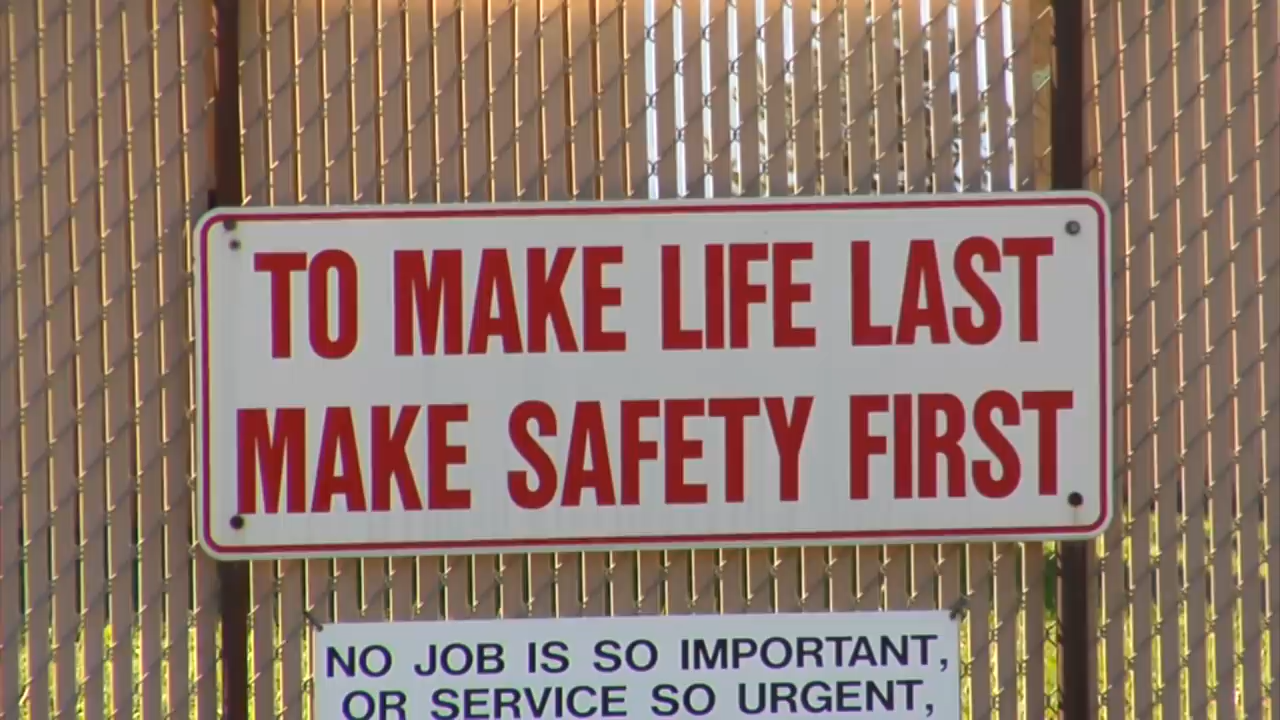 TO MAKE LIFE LAST
MAKE SAFETY FIRST
NO JOB IS SO IMPORTANT,
OR SERVICE SO URGENT,